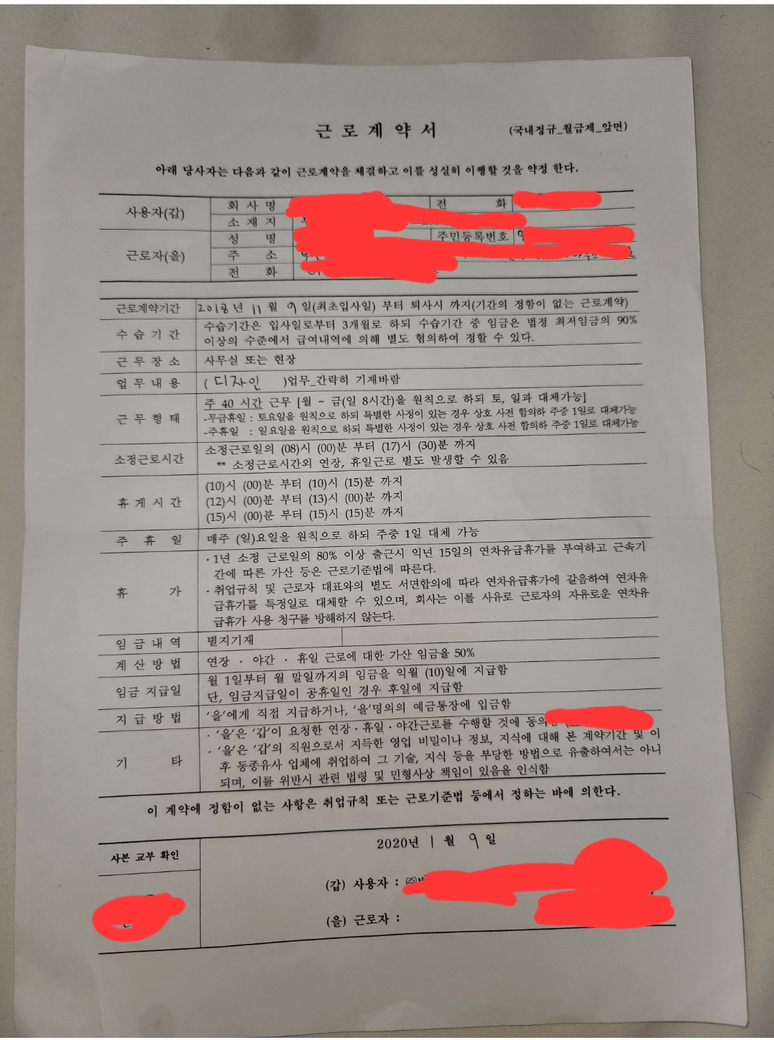 근 로 계 약 서
(국내정규_월급제_앞면)
아래 당사자는 다음과 같이 근로계약을 체결하고 이를 성실히 이행할 것을 약정 한다.
사용자(갑)
회 사 명
전 화
소 재 지
근로자(을)
성 명
주민등록번호 9
주 소
전 화
근로계약기간
2018년 11 월 9일(최초입사일) 부터 퇴사시 까지(기간의 정함이 없는 근로계약)
수 습 기 간
수습기간은 입사일로부터 3개월로 하되 수습기간 중 임금은 법정 최저임금의 90%
이상의 수준에서 급여내역에 의해 별도 협의하여 정할 수 있다.
근 무 장 소
사무실 또는 현장
업 무 내 용
( 디자인 )업무_간략히 기재바람
근 무 형 태
주 40 시간 근무 [월 ~ 금(일 8시간)을 원칙으로 하되 토, 일과 대체가능]
-무급휴일 : 토요일을 원칙으로 하되 특별한 사정이 있는 경우 상호 사전 합의하 주중 1일로 대체가능
-주휴일 : 일요일을 원칙으로 하되 특별한 사정이 있는 경우 상호 사전 합의하 주중 1일로 대체가능
소정근로시간
소정근로일의 (08)시 (00)분 부터 (17)시 (30)분 까지
** 소정근로시간외 연장, 휴일근로 별도 발생할 수 있음
휴 게 시 간
(10)시 (00)분 부터 (10)시 (15)분 까지
(12)시 (00)분 부터 (13)시 (00)분 까지
(15)시 (00)분 부터 (15)시 (15)분 까지
주 휴 일
매주 (일)요일을 원칙으로 하되 주중 1일 대체 가능
휴 가
· 1년 소정 근로일의 80% 이상 출근시 익년 15일의 연차유급휴가를 부여하고 근속기
간에 따른 가산 등은 근로기준법에 따른다.
· 취업규칙 및 근로자 대표와의 별도 서면합의에 따라 연차유급휴가에 갈음하여 연차유
급휴가를 특정일로 대체할 수 있으며, 회사는 이를 사유로 근로자의 자유로운 연차유
급휴가 사용 청구를 방해하지 않는다.
임 금 내 역
별지기재
계 산 방 법
연장 · 야간 · 휴일 근로에 대한 가산 임금율 50%
임금 지급일
월 1일부터 월 말일까지의 임금을 익월 (10)일에 지급함
단, 임금지급일이 공휴일인 경우 후일에 지급함
지 급 방 법
'을'에게 직접 지급하거나, '을'명의의 예금통장에 입금함
기 타
· '을'은 '갑'이 요청한 연장 · 휴일 · 야간근로를 수행할 것에 동의
· '을'은 '갑'의 직원으로서 지득한 영업 비밀이나 정보, 지식에 대해 본 계약기간 및 이
후 동종유사 업체에 취업하여 그 기술, 지식 등을 부당한 방법으로 유출하여서는 아니
되며, 이를 위반시 관련 법령 및 민형사상 책임이 있음을 인식함
이 계약에 정함이 없는 사항은 취업규칙 또는 근로기준법 등에서 정하는 바에 의한다.
사본 교부 확인
2020년 1 월 9 일
(갑) 사용자 :
(을) 근로자 :